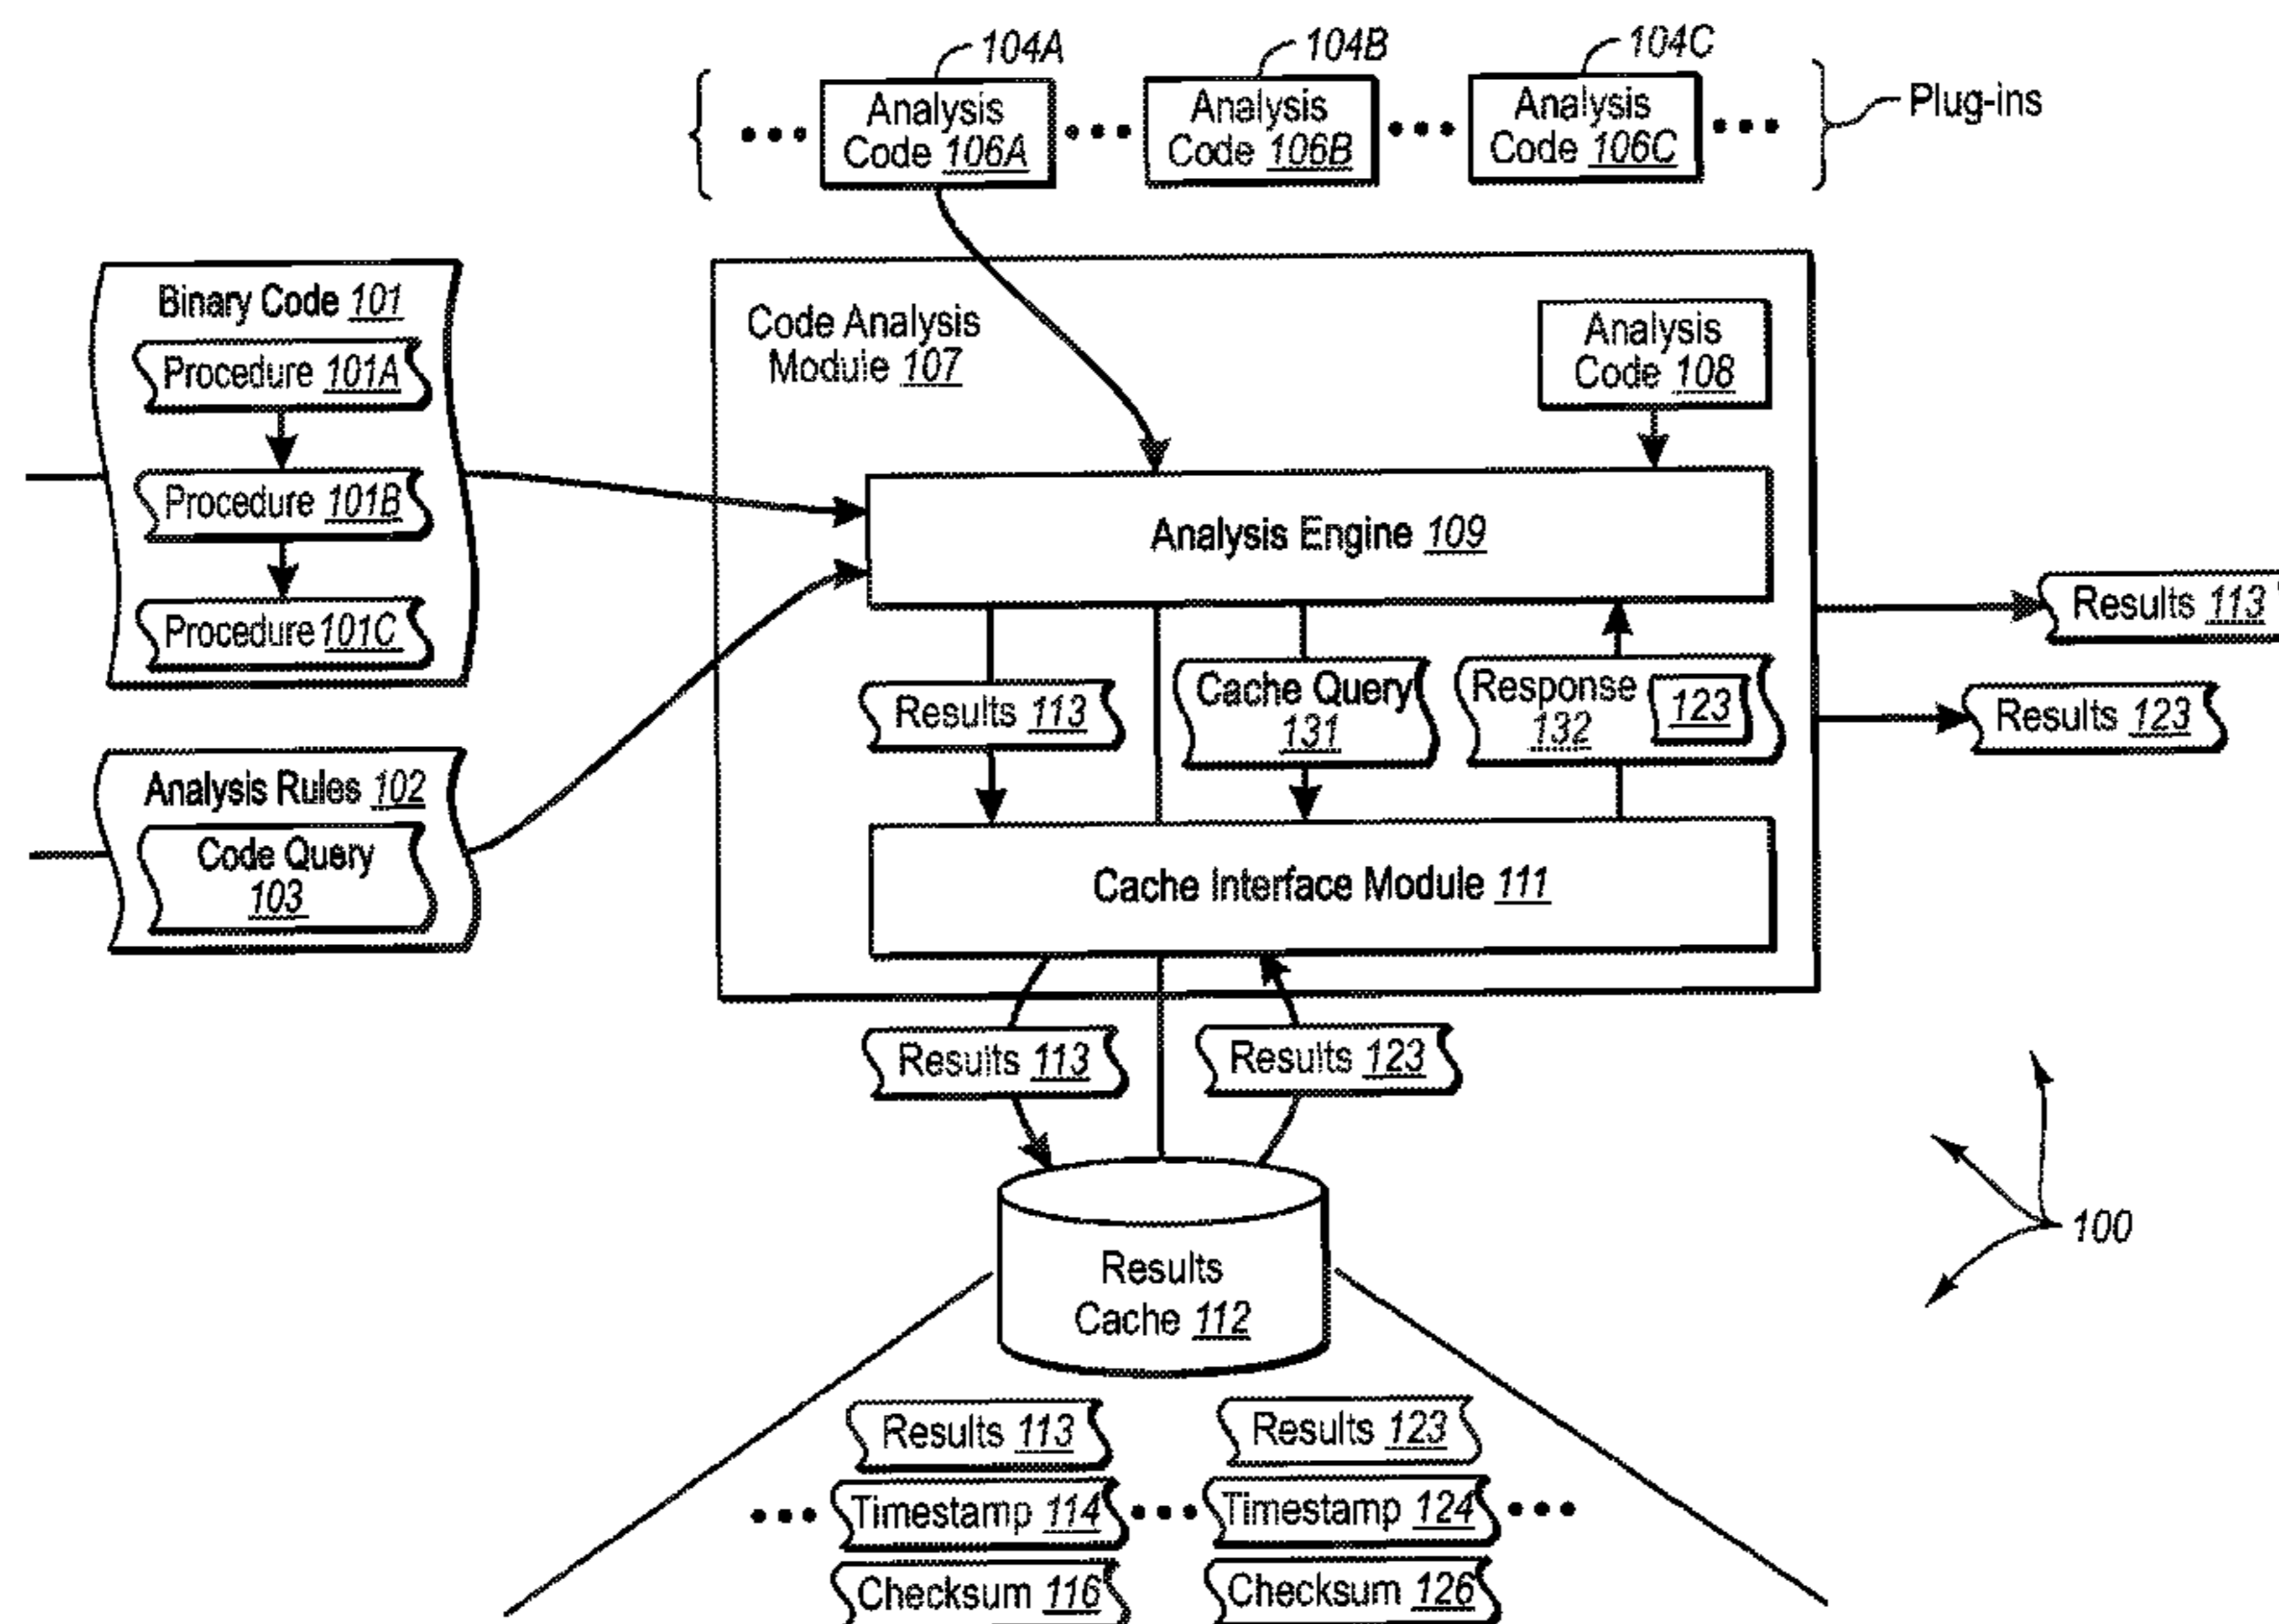 104A
104B
104C
Analysis
Code 106A
Analysis
Code 106B
Analysis
Code 106C
Plug-ins
Binary Code 101
Procedure 101A
Procedure 101B
Procedure 101C
Analysis Rules 102
Code Query
103
Code Analysis
Module 107
Analysis
Code 108
Analysis Engine 109
Results 113
Cache Query
131
Response
132
123
Cache Interface Module 111
Results 113
Results 123
Results 113
Results 123
Results
Cache 112
100
Results 113
Results 123
Timestamp 114
Timestamp 124
Checksum 116
Checksum 126